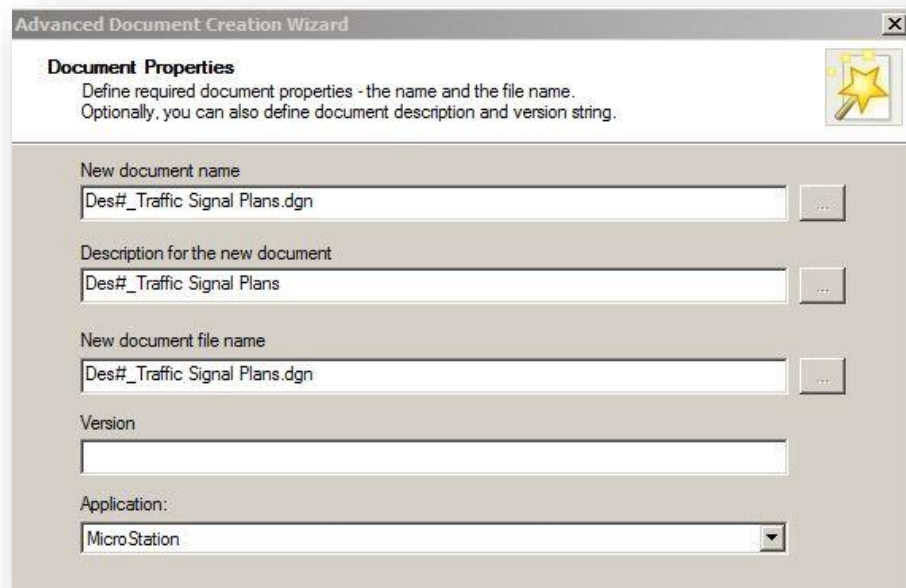 Advanced Document Creation Wizard
Document Properties
Define required document properties - the name and the file name.
Optionally, you can also define document description and version string.
New document name
Des#_Traffic Signal Plans.dgn
...
Description for the new document
Des#_Traffic Signal Plans
...
New document file name
Des#_Traffic Signal Plans.dgn
...
Version
Application:
MicroStation